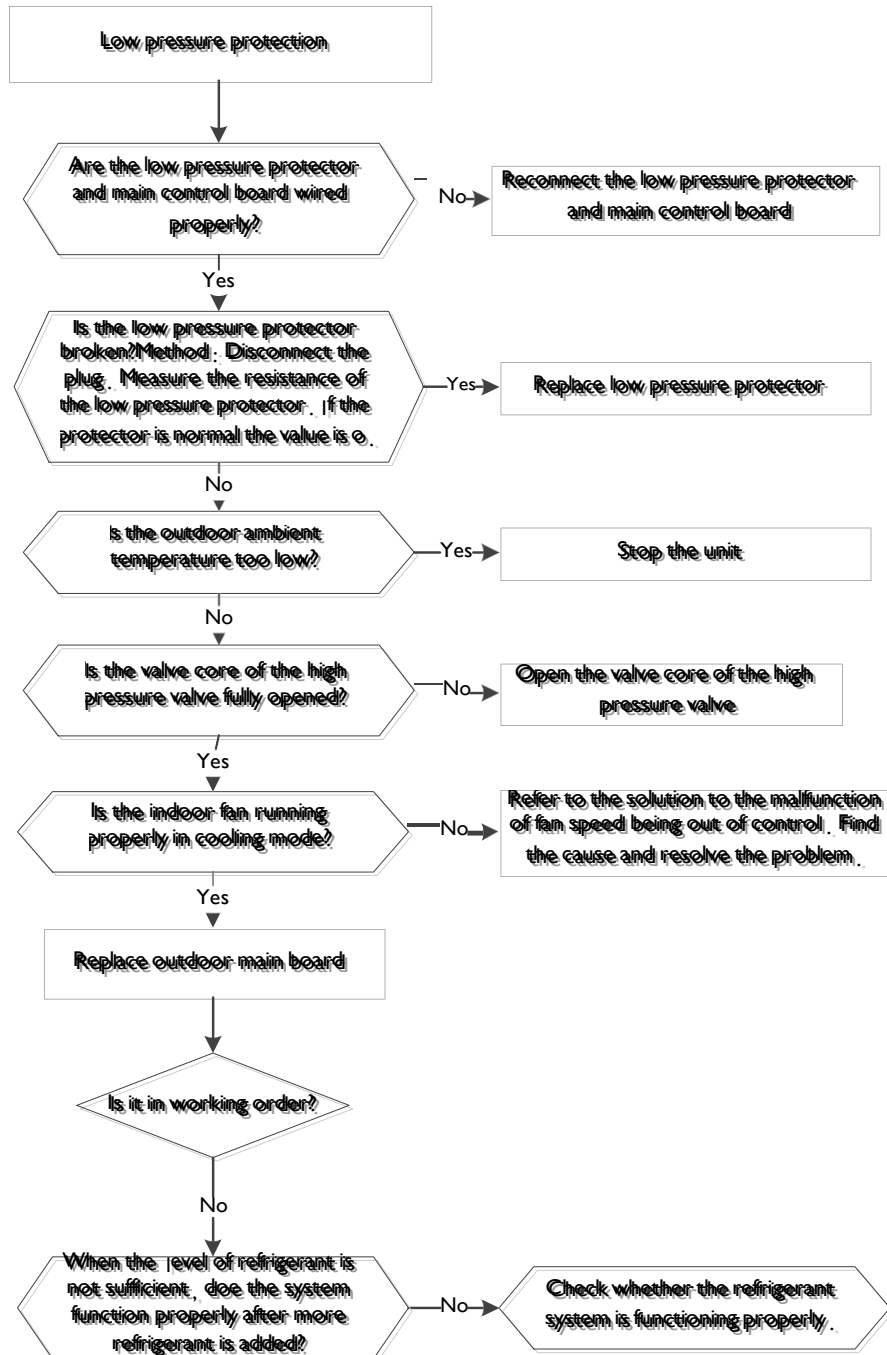 Low pressure protection
Are the low pressure protector
and main control board wired
properly?
No
Reconnect the low pressure protector
and main control board
Yes
Is the low pressure protector
broken?Method: Disconnect the
plug. Measure the resistance of
the low pressure protector. If the
protector is normal the value is 0.
Yes
Replace low pressure protector
No
Is the outdoor ambient
temperature too low?
Yes
Stop the unit
No
Is the valve core of the high
pressure valve fully opened?
No
Open the valve core of the high
pressure valve
Yes
Is the indoor fan running
properly in cooling mode?
No
Refer to the solution to the malfunction
of fan speed being out of control. Find
the cause and resolve the problem.
Yes
Replace outdoor main board
Is it in working order?
No
When the level of refrigerant is
not sufficient, doe the system
function properly after more
refrigerant is added?
No
Check whether the refrigerant
system is functioning properly.